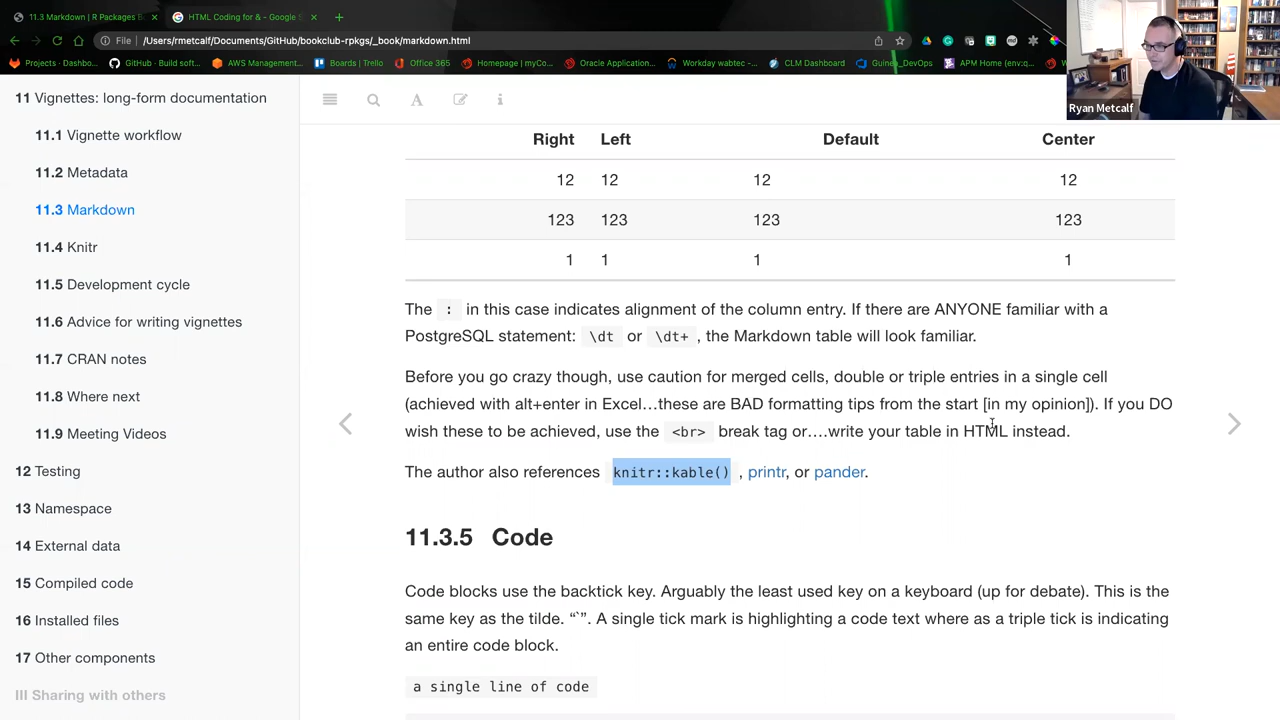 11.3 Markdown | R Packages B
HTML Coding for & - Google S
File
/Users/rmetcalf/Documents/GitHub/bookclub-rpkgs/_book/markdown.html
Projects - Dashbo...
GitHub - Build soft...
AWS Management...
Boards | Trello
Office 365
Homepage | myCo...
Oracle Application...
Workday wabtec -...
CLM Dashboard
Guinea_DevOps
APM Home (env:q...
Ryan Metcalf
11 Vignettes: long-form documentation
11.1 Vignette workflow
11.2 Metadata
11.3 Markdown
11.4 Knitr
11.5 Development cycle
11.6 Advice for writing vignettes
11.7 CRAN notes
11.8 Where next
11.9 Meeting Videos
12 Testing
13 Namespace
14 External data
15 Compiled code
16 Installed files
17 Other components
III Sharing with others
Right Left Default Center
12 12 12 12
123 123 123 123
1 1 1 1
The : in this case indicates alignment of the column entry. If there are ANYONE familiar with a
PostgreSQL statement: \dt or \dt+ , the Markdown table will look familiar.
Before you go crazy though, use caution for merged cells, double or triple entries in a single cell
(achieved with alt+enter in Excel…these are BAD formatting tips from the start [in my opinion]). If you DO
wish these to be achieved, use the <br> break tag or….write your table in HTML instead.
The author also references knitr::kable() , printr, or pander.
11.3.5 Code
Code blocks use the backtick key. Arguably the least used key on a keyboard (up for debate). This is the
same key as the tilde. “`”. A single tick mark is highlighting a code text where as a triple tick is indicating
an entire code block.
a single line of code